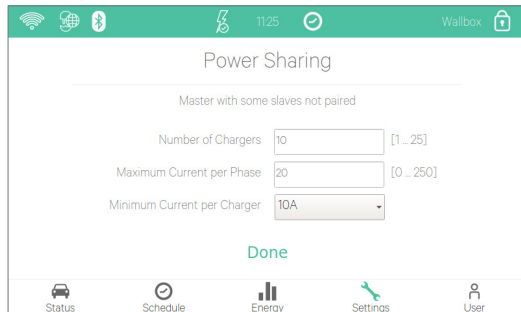 11:25 Wallbox
Power Sharing
Master with some slaves not paired
Number of Chargers 10 [1 ... 25]
Maximum Current per Phase 20 [0 ... 250]
Minimum Current per Charger 10A
Done
Status Schedule Energy Settings User